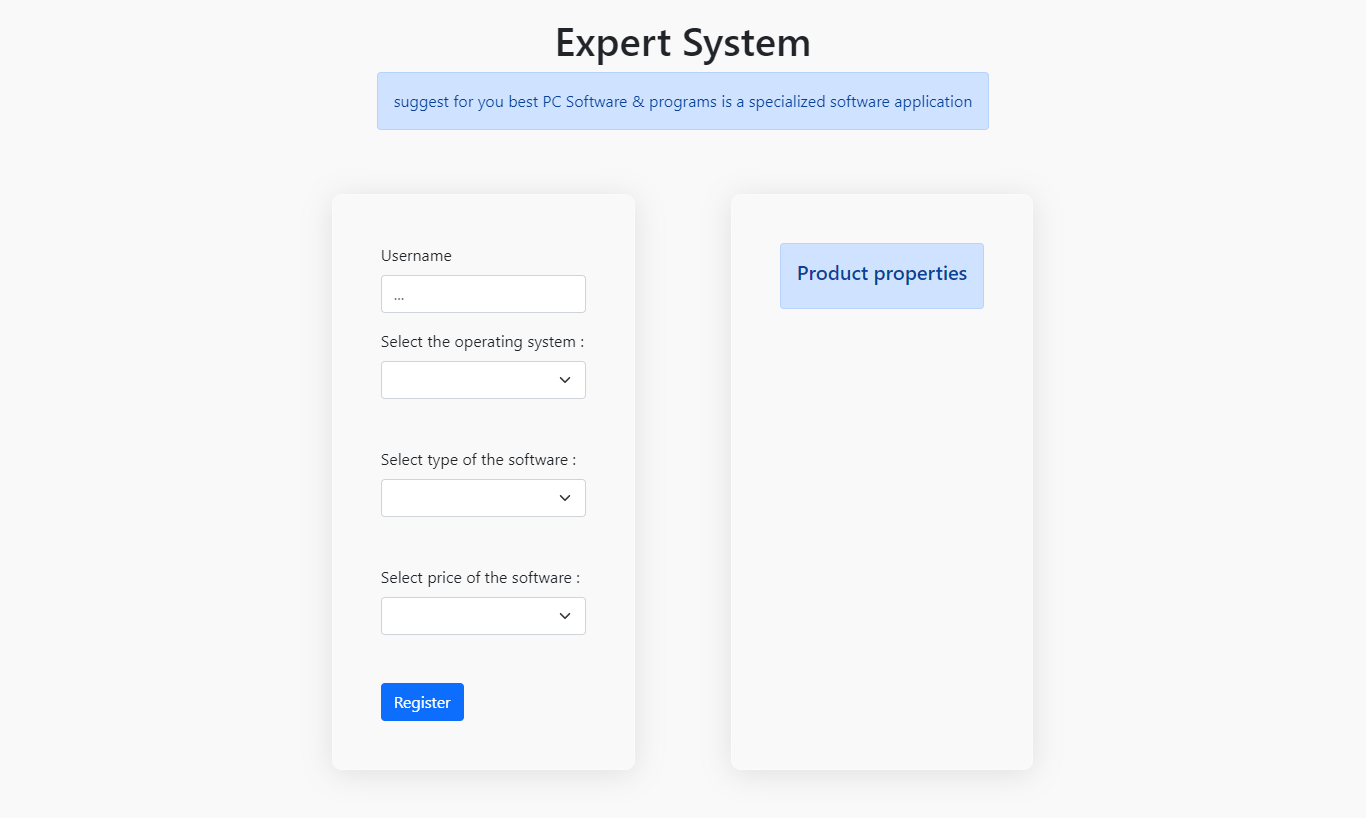 Expert System
suggest for you best PC Software & programs is a specialized software application
Username
...
Select the operating system :
Select type of the software :
Select price of the software :
Register
Product properties